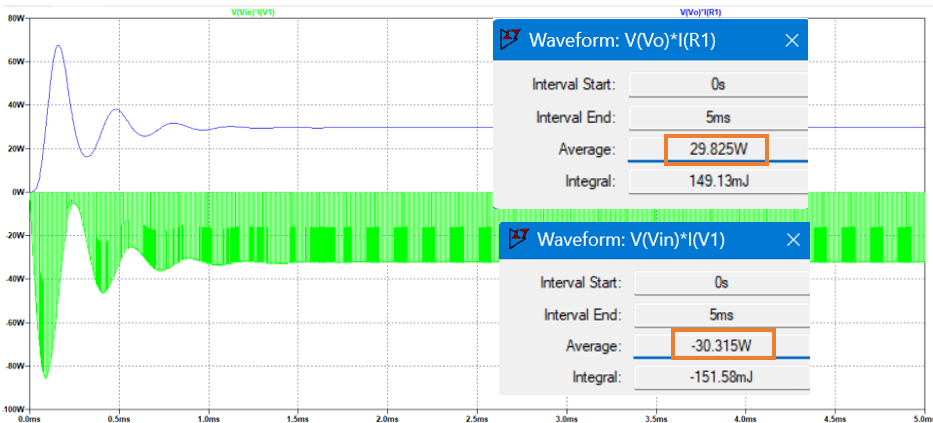 V(Vin)*I(V1) V(Vo)*I(R1)
80W
60W
40W
20W
0W
-20W
-40W
-60W
-80W
-100W
0.0ms 0.5ms 1.0ms 1.5ms 2.0ms 2.5ms 3.0ms 3.5ms 4.0ms 4.5ms 5.0ms
Waveform: V(Vo)*I(R1)
Interval Start: 0s
Interval End: 5ms
Average: 29.825W
Integral: 149.13mJ
Waveform: V(Vin)*I(V1)
Interval Start: 0s
Interval End: 5ms
Average: -30.315W
Integral: -151.58mJ